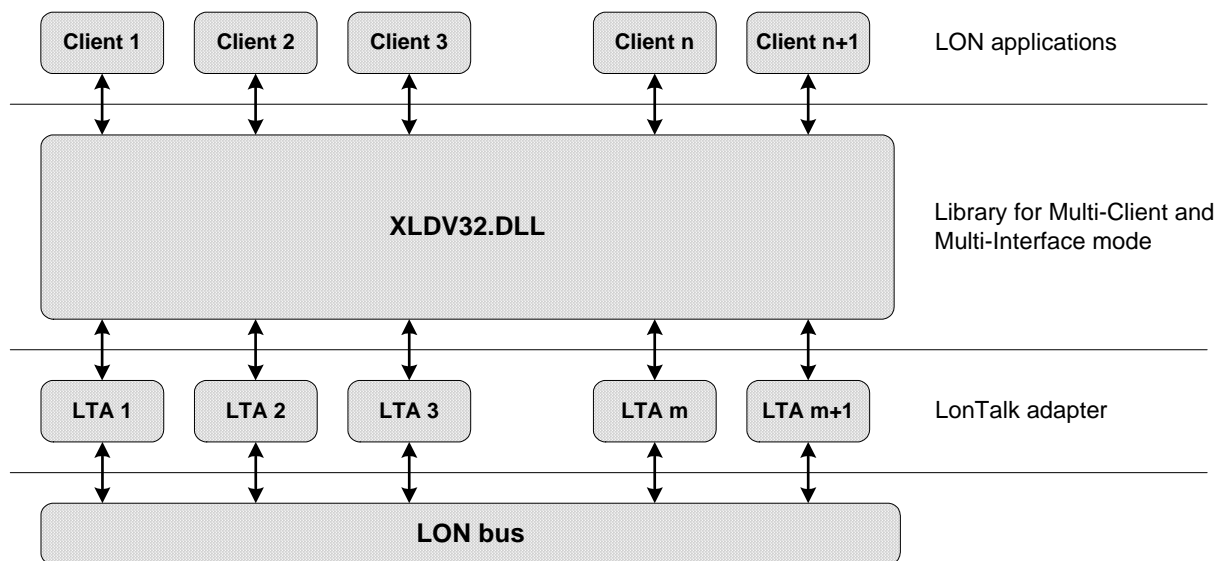 Client 1
Client 2
Client 3
Client n
Client n+1
LON applications
XLDV32.DLL
Library for Multi-Client and
Multi-Interface mode
LTA 1
LTA 2
LTA 3
LTA m
LTA m+1
LonTalk adapter
LON bus